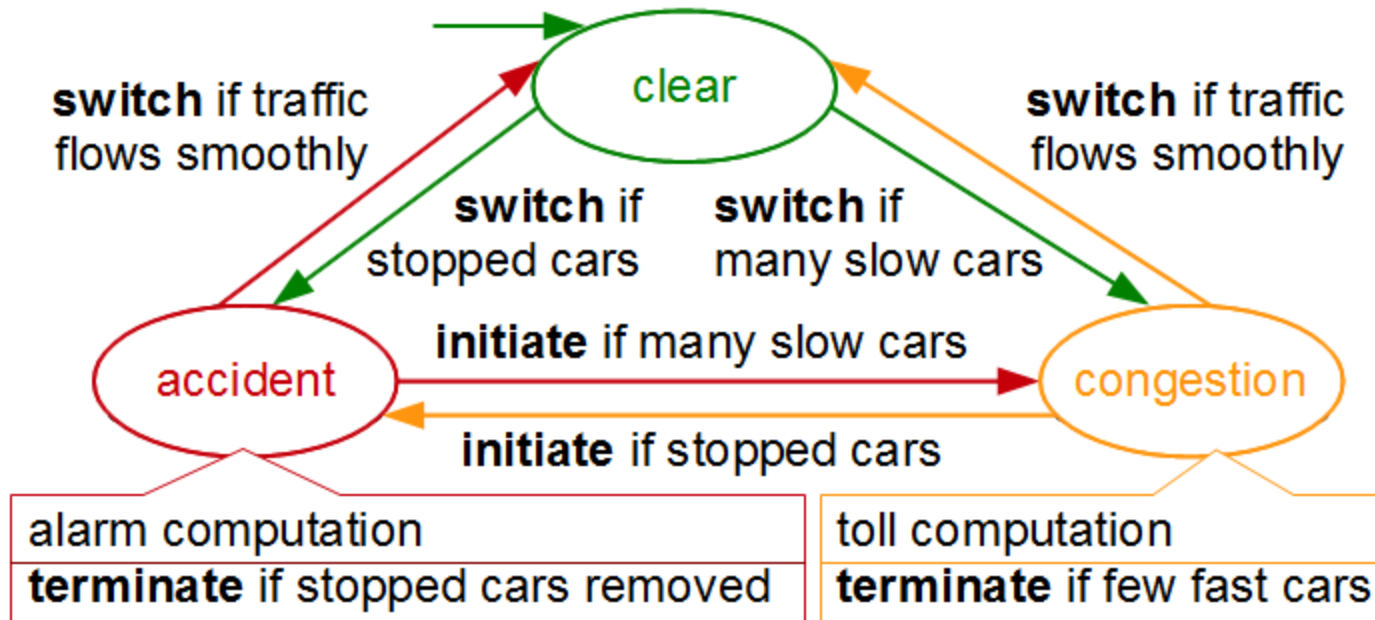 clear
switch if traffic
flows smoothly
switch if traffic
flows smoothly
switch if
stopped cars
switch if
many slow cars
initiate if many slow cars
accident
congestion
initiate if stopped cars
alarm computation
terminate if stopped cars removed
toll computation
terminate if few fast cars